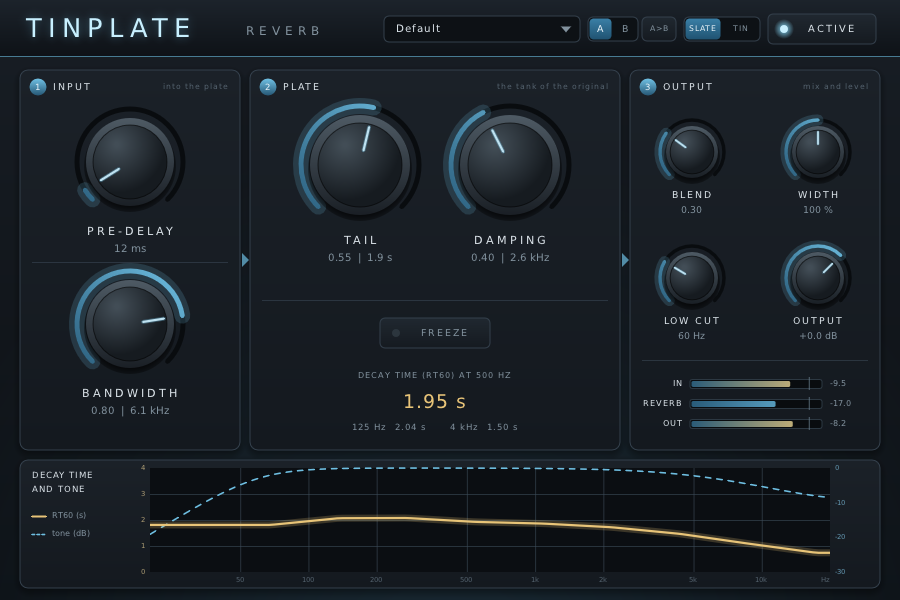 TINPLATE REVERB Default A B A>B SLATE TIN ACTIVE
1 INPUT into the plate
PRE-DELAY
12 ms
BANDWIDTH
0.80 | 6.1 kHz
2 PLATE the tank of the original
TAIL DAMPING
0.55 | 1.9 s 0.40 | 2.6 kHz
FREEZE
DECAY TIME (RT60) AT 500 HZ
1.95 s
125 Hz 2.04 s 4 kHz 1.50 s
3 OUTPUT mix and level
BLEND WIDTH
0.30 100 %
LOW CUT OUTPUT
60 Hz +0.0 dB
IN -9.5
REVERB -17.0
OUT -8.2
DECAY TIME
AND TONE
RT60 (s)
tone (dB)
4 0
3 -10
2
1 -20
0 -30
50 100 200 500 1k 2k 5k 10k Hz